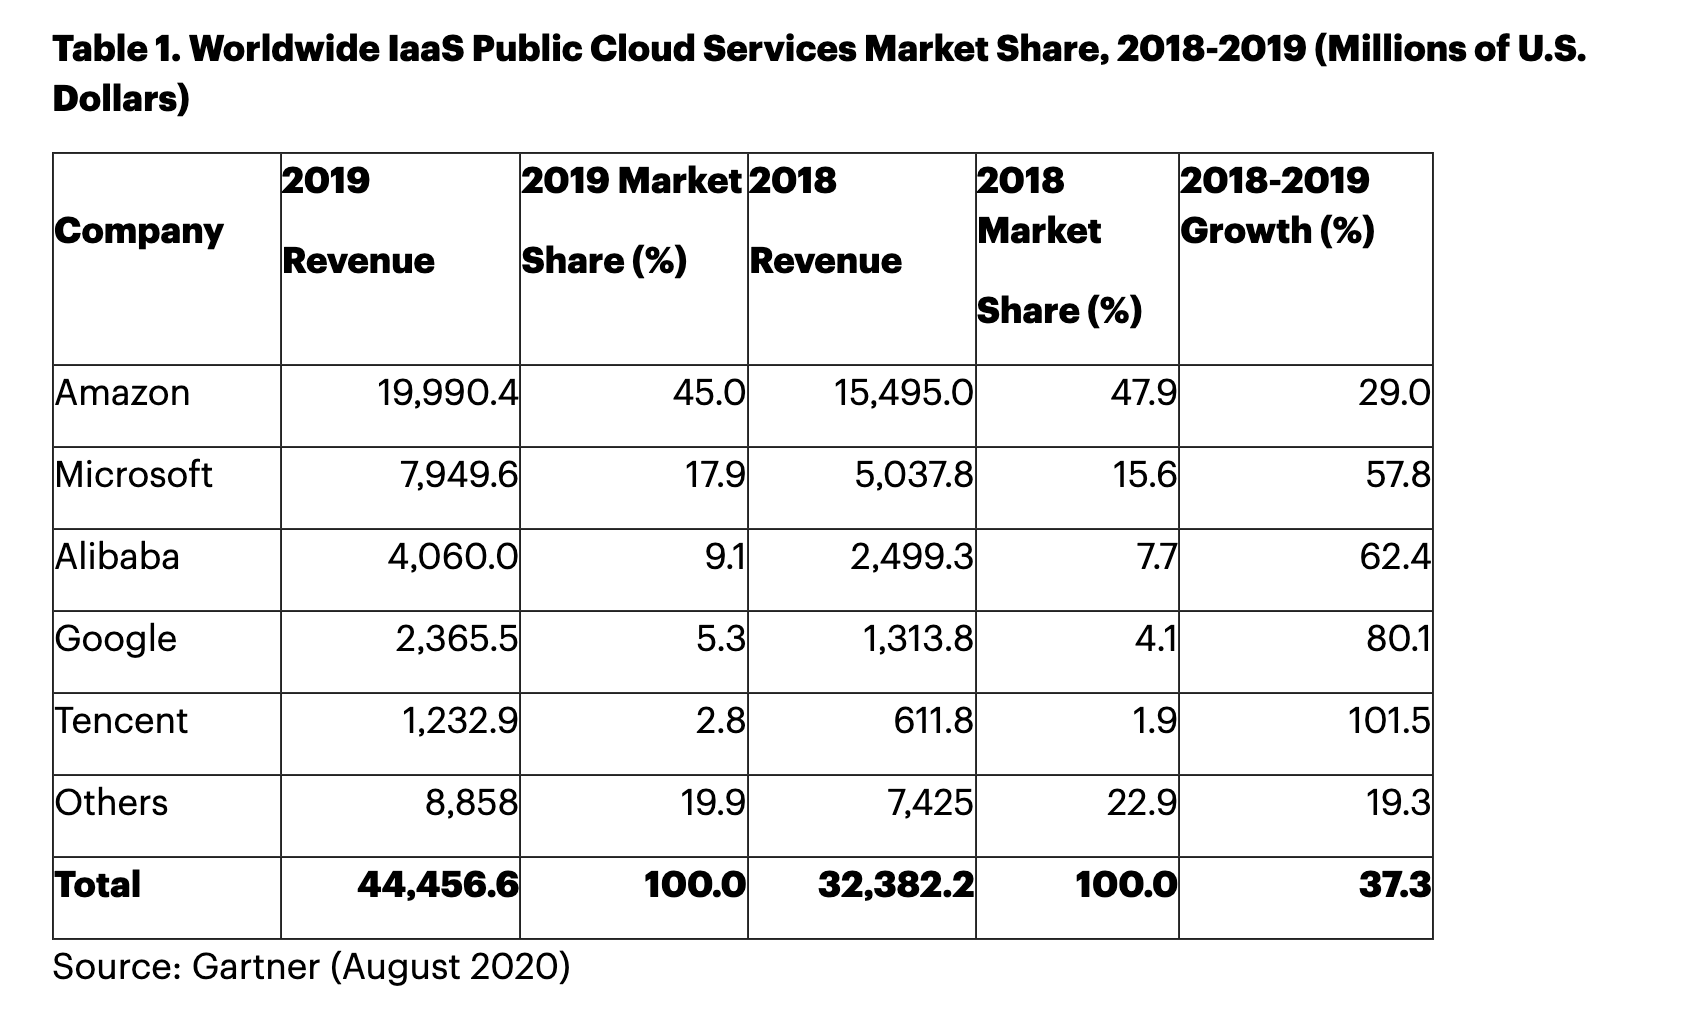 Table 1. Worldwide IaaS Public Cloud Services Market Share, 2018-2019 (Millions of U.S.
Dollars)
Company 2019 Revenue 2019 Market Share (%) 2018 Revenue 2018 Market Share (%) 2018-2019 Growth (%)
Amazon 19,990.4 45.0 15,495.0 47.9 29.0
Microsoft 7,949.6 17.9 5,037.8 15.6 57.8
Alibaba 4,060.0 9.1 2,499.3 7.7 62.4
Google 2,365.5 5.3 1,313.8 4.1 80.1
Tencent 1,232.9 2.8 611.8 1.9 101.5
Others 8,858 19.9 7,425 22.9 19.3
Total 44,456.6 100.0 32,382.2 100.0 37.3
Source: Gartner (August 2020)